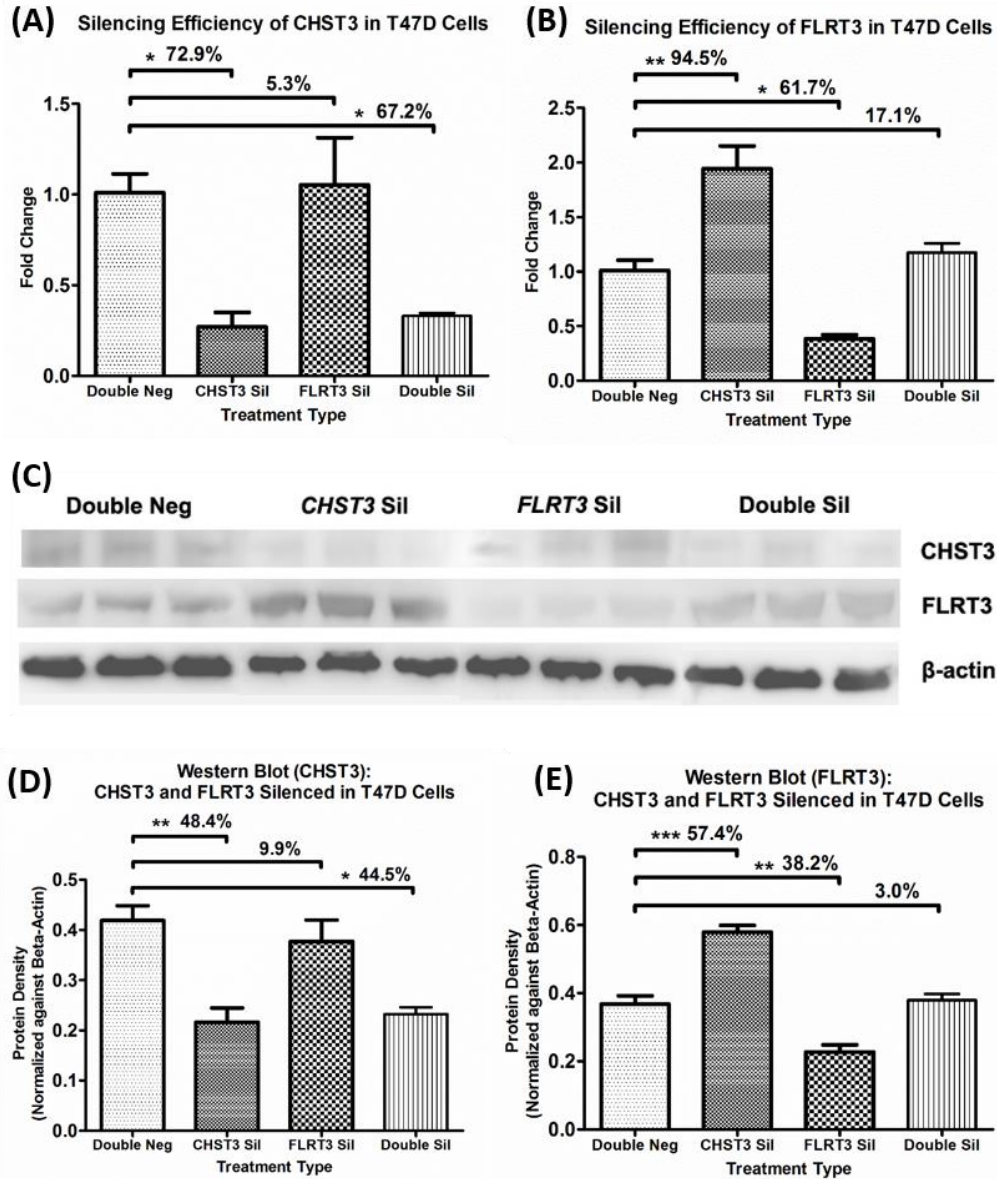 (A) Silencing Efficiency of CHST3 in T47D Cells
* 72.9%
5.3%
* 67.2%
Fold Change
1.5
1.0
0.5
0.0
Double Neg CHST3 Sil FLRT3 Sil Double Sil
Treatment Type
(B) Silencing Efficiency of FLRT3 in T47D Cells
** 94.5%
* 61.7%
17.1%
Fold Change
2.5
2.0
1.5
1.0
0.5
0.0
Double Neg CHST3 Sil FLRT3 Sil Double Sil
Treatment Type
(C)
Double Neg CHST3 Sil FLRT3 Sil Double Sil
CHST3
FLRT3
β-actin
(D) Western Blot (CHST3):
CHST3 and FLRT3 Silenced in T47D Cells
** 48.4%
9.9%
* 44.5%
Protein Density
(Normalized against Beta-Actin)
0.5
0.4
0.3
0.2
0.1
0.0
Double Neg CHST3 Sil FLRT3 Sil Double Sil
Treatment Type
(E) Western Blot (FLRT3):
CHST3 and FLRT3 Silenced in T47D Cells
*** 57.4%
** 38.2%
3.0%
Protein Density
(Normalized against Beta-Actin)
0.8
0.6
0.4
0.2
0.0
Double Neg CHST3 Sil FLRT3 Sil Double Sil
Treatment Type